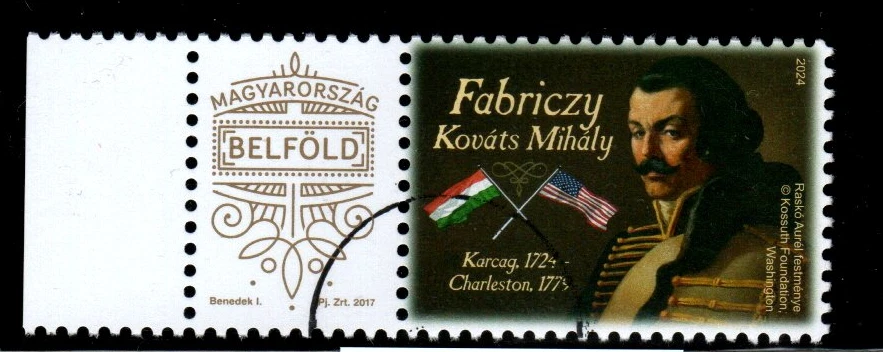 MAGYARORSZÁG
BELFÖLD
Benedek I.
Pj. Zrt. 2017
Fabriczy
Kováts Mihály
Karcag, 1724 -
Charleston, 1779
2024
Raskó Aurél festménye
© Kossuth Foundation,
Washington